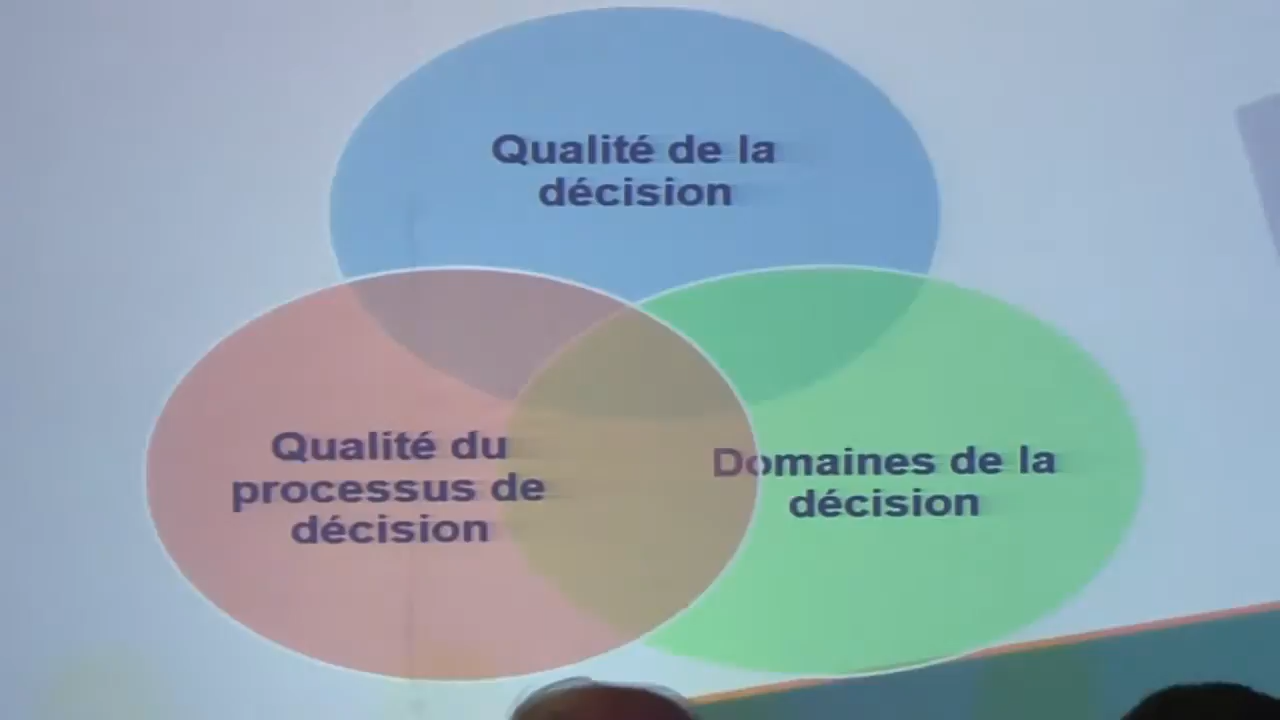 Qualité de la
décision
Qualité du
processus de
décision
Domaines de la
décision